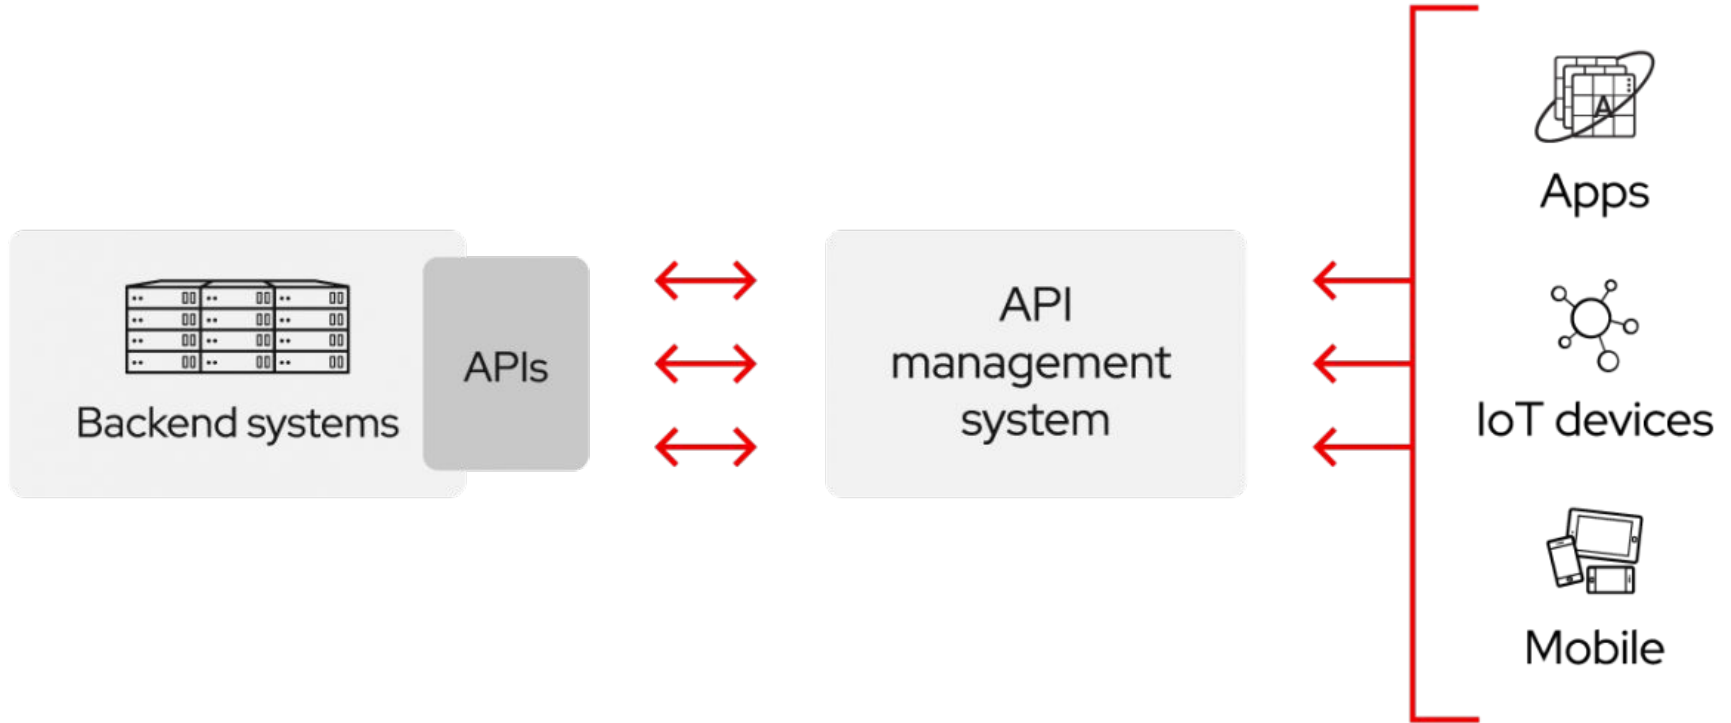 Backend systems
APIs
API
management
system
A
Apps
IoT devices
Mobile